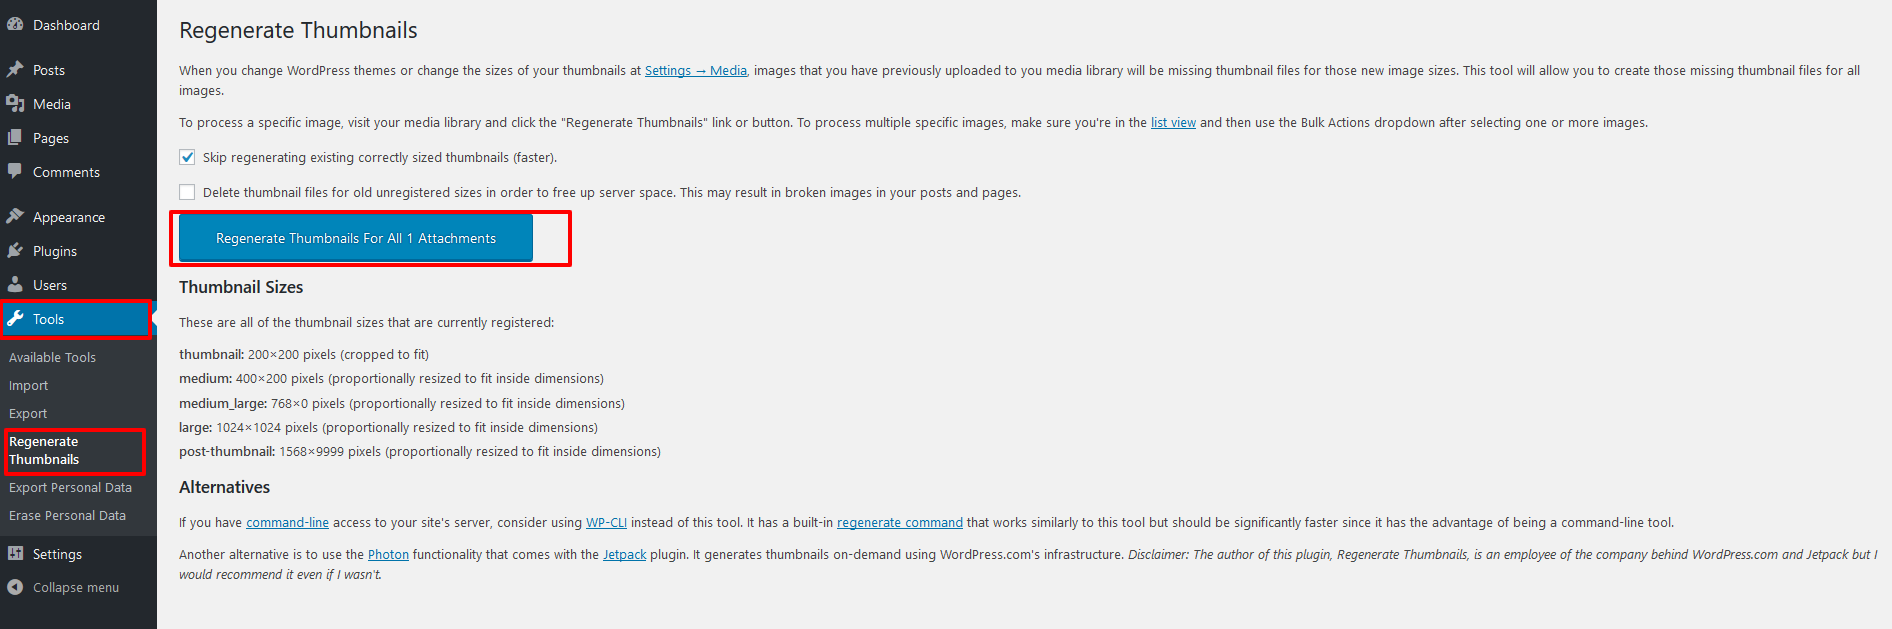 Dashboard
Posts
Media
Pages
Comments
Appearance
Plugins
Users
Tools
Available Tools
Import
Export
Regenerate
Thumbnails
Export Personal Data
Erase Personal Data
Settings
Collapse menu
Regenerate Thumbnails
When you change WordPress themes or change the sizes of your thumbnails at Settings → Media, images that you have previously uploaded to you media library will be missing thumbnail files for those new image sizes. This tool will allow you to create those missing thumbnail files for all
images.
To process a specific image, visit your media library and click the "Regenerate Thumbnails" link or button. To process multiple specific images, make sure you're in the list view and then use the Bulk Actions dropdown after selecting one or more images.
Skip regenerating existing correctly sized thumbnails (faster).
Delete thumbnail files for old unregistered sizes in order to free up server space. This may result in broken images in your posts and pages.
Regenerate Thumbnails For All 1 Attachments
Thumbnail Sizes
These are all of the thumbnail sizes that are currently registered:
thumbnail: 200×200 pixels (cropped to fit)
medium: 400×200 pixels (proportionally resized to fit inside dimensions)
medium_large: 768×0 pixels (proportionally resized to fit inside dimensions)
large: 1024×1024 pixels (proportionally resized to fit inside dimensions)
post-thumbnail: 1568×9999 pixels (proportionally resized to fit inside dimensions)
Alternatives
If you have command-line access to your site's server, consider using WP-CLI instead of this tool. It has a built-in regenerate command that works similarly to this tool but should be significantly faster since it has the advantage of being a command-line tool.
Another alternative is to use the Photon functionality that comes with the Jetpack plugin. It generates thumbnails on-demand using WordPress.com's infrastructure. Disclaimer: The author of this plugin, Regenerate Thumbnails, is an employee of the company behind WordPress.com and Jetpack but I
would recommend it even if I wasn't.